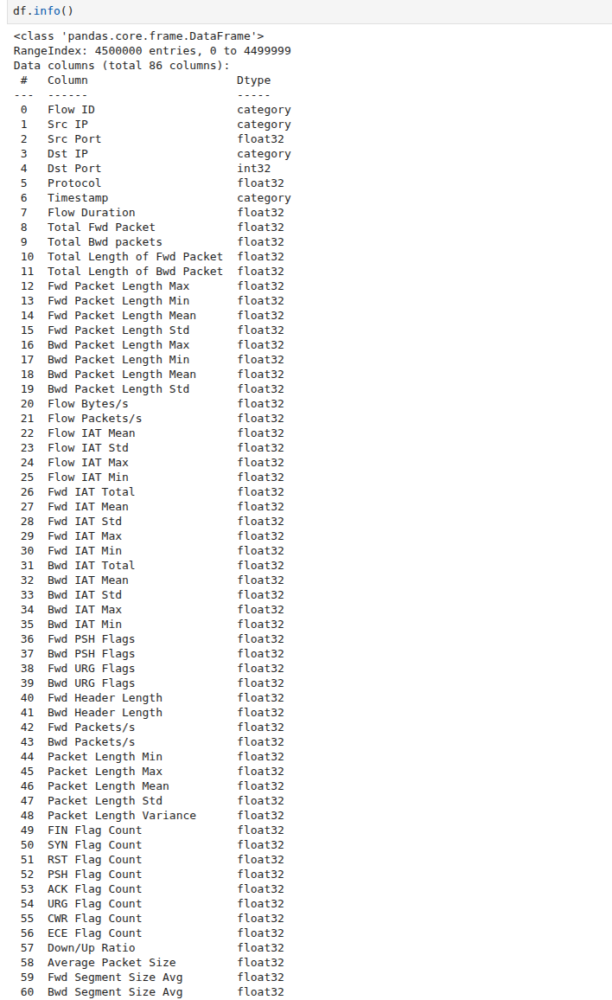 df.info()
<class 'pandas.core.frame.DataFrame'>
RangeIndex: 4500000 entries, 0 to 4499999
Data columns (total 86 columns):
 #   Column                      Dtype
---  ------                      -----
 0   Flow ID                     category
 1   Src IP                      category
 2   Src Port                    float32
 3   Dst IP                      category
 4   Dst Port                    int32
 5   Protocol                    float32
 6   Timestamp                   category
 7   Flow Duration               float32
 8   Total Fwd Packet            float32
 9   Total Bwd packets           float32
 10  Total Length of Fwd Packet  float32
 11  Total Length of Bwd Packet  float32
 12  Fwd Packet Length Max       float32
 13  Fwd Packet Length Min       float32
 14  Fwd Packet Length Mean      float32
 15  Fwd Packet Length Std       float32
 16  Bwd Packet Length Max       float32
 17  Bwd Packet Length Min       float32
 18  Bwd Packet Length Mean      float32
 19  Bwd Packet Length Std       float32
 20  Flow Bytes/s                float32
 21  Flow Packets/s              float32
 22  Flow IAT Mean               float32
 23  Flow IAT Std                float32
 24  Flow IAT Max                float32
 25  Flow IAT Min                float32
 26  Fwd IAT Total               float32
 27  Fwd IAT Mean                float32
 28  Fwd IAT Std                 float32
 29  Fwd IAT Max                 float32
 30  Fwd IAT Min                 float32
 31  Bwd IAT Total               float32
 32  Bwd IAT Mean                float32
 33  Bwd IAT Std                 float32
 34  Bwd IAT Max                 float32
 35  Bwd IAT Min                 float32
 36  Fwd PSH Flags               float32
 37  Bwd PSH Flags               float32
 38  Fwd URG Flags               float32
 39  Bwd URG Flags               float32
 40  Fwd Header Length           float32
 41  Bwd Header Length           float32
 42  Fwd Packets/s               float32
 43  Bwd Packets/s               float32
 44  Packet Length Min           float32
 45  Packet Length Max           float32
 46  Packet Length Mean          float32
 47  Packet Length Std           float32
 48  Packet Length Variance      float32
 49  FIN Flag Count              float32
 50  SYN Flag Count              float32
 51  RST Flag Count              float32
 52  PSH Flag Count              float32
 53  ACK Flag Count              float32
 54  URG Flag Count              float32
 55  CWR Flag Count              float32
 56  ECE Flag Count              float32
 57  Down/Up Ratio               float32
 58  Average Packet Size         float32
 59  Fwd Segment Size Avg        float32
 60  Bwd Segment Size Avg        float32